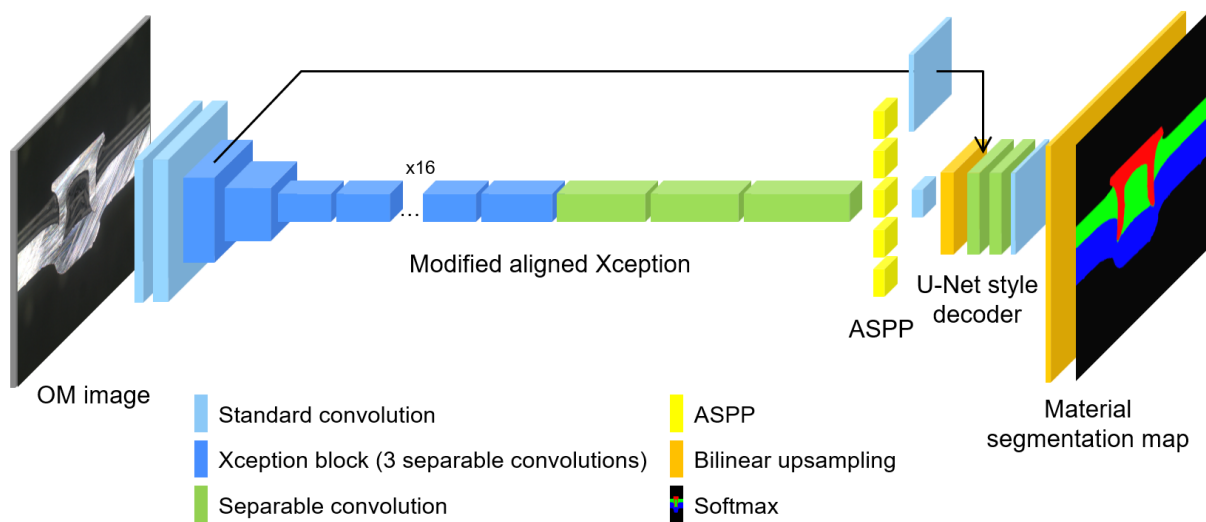 x16
...
Modified aligned Xception
ASPP
U-Net style
decoder
OM image
Material
segmentation map
Standard convolution
Xception block (3 separable convolutions)
Separable convolution
ASPP
Bilinear upsampling
Softmax